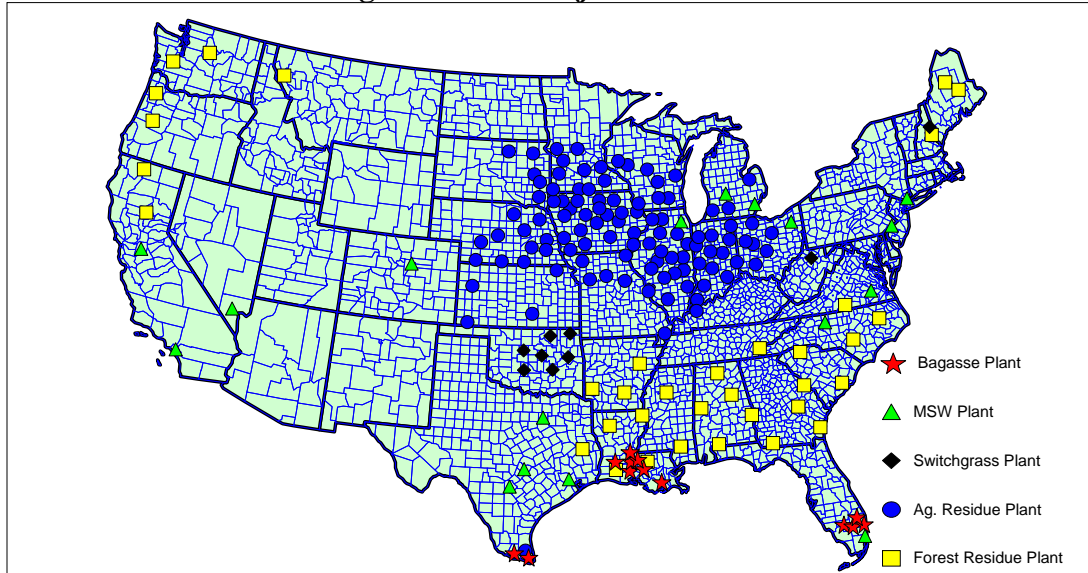 Bagasse Plant
MSW Plant
Switchgrass Plant
Ag. Residue Plant
Forest Residue Plant